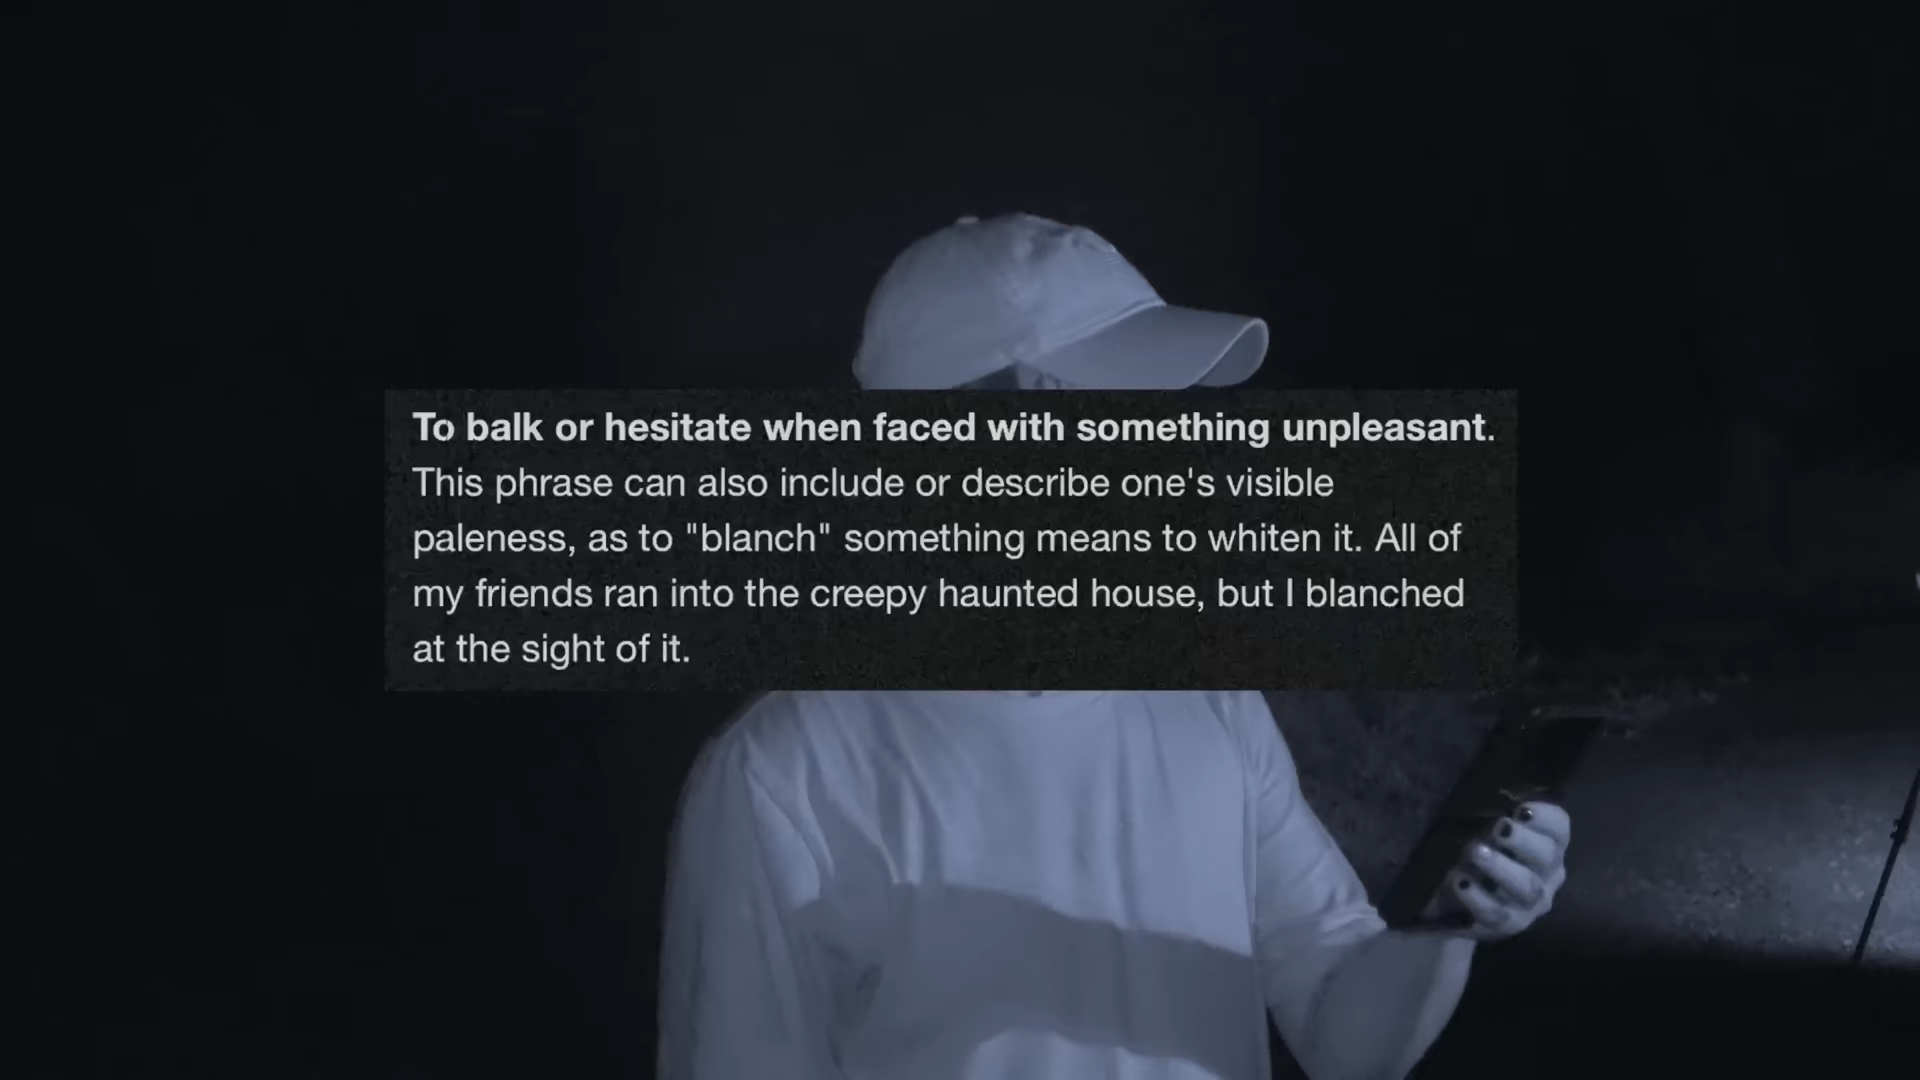 To balk or hesitate when faced with something unpleasant.
This phrase can also include or describe one's visible
paleness, as to "blanch" something means to whiten it. All of
my friends ran into the creepy haunted house, but I blanched
at the sight of it.